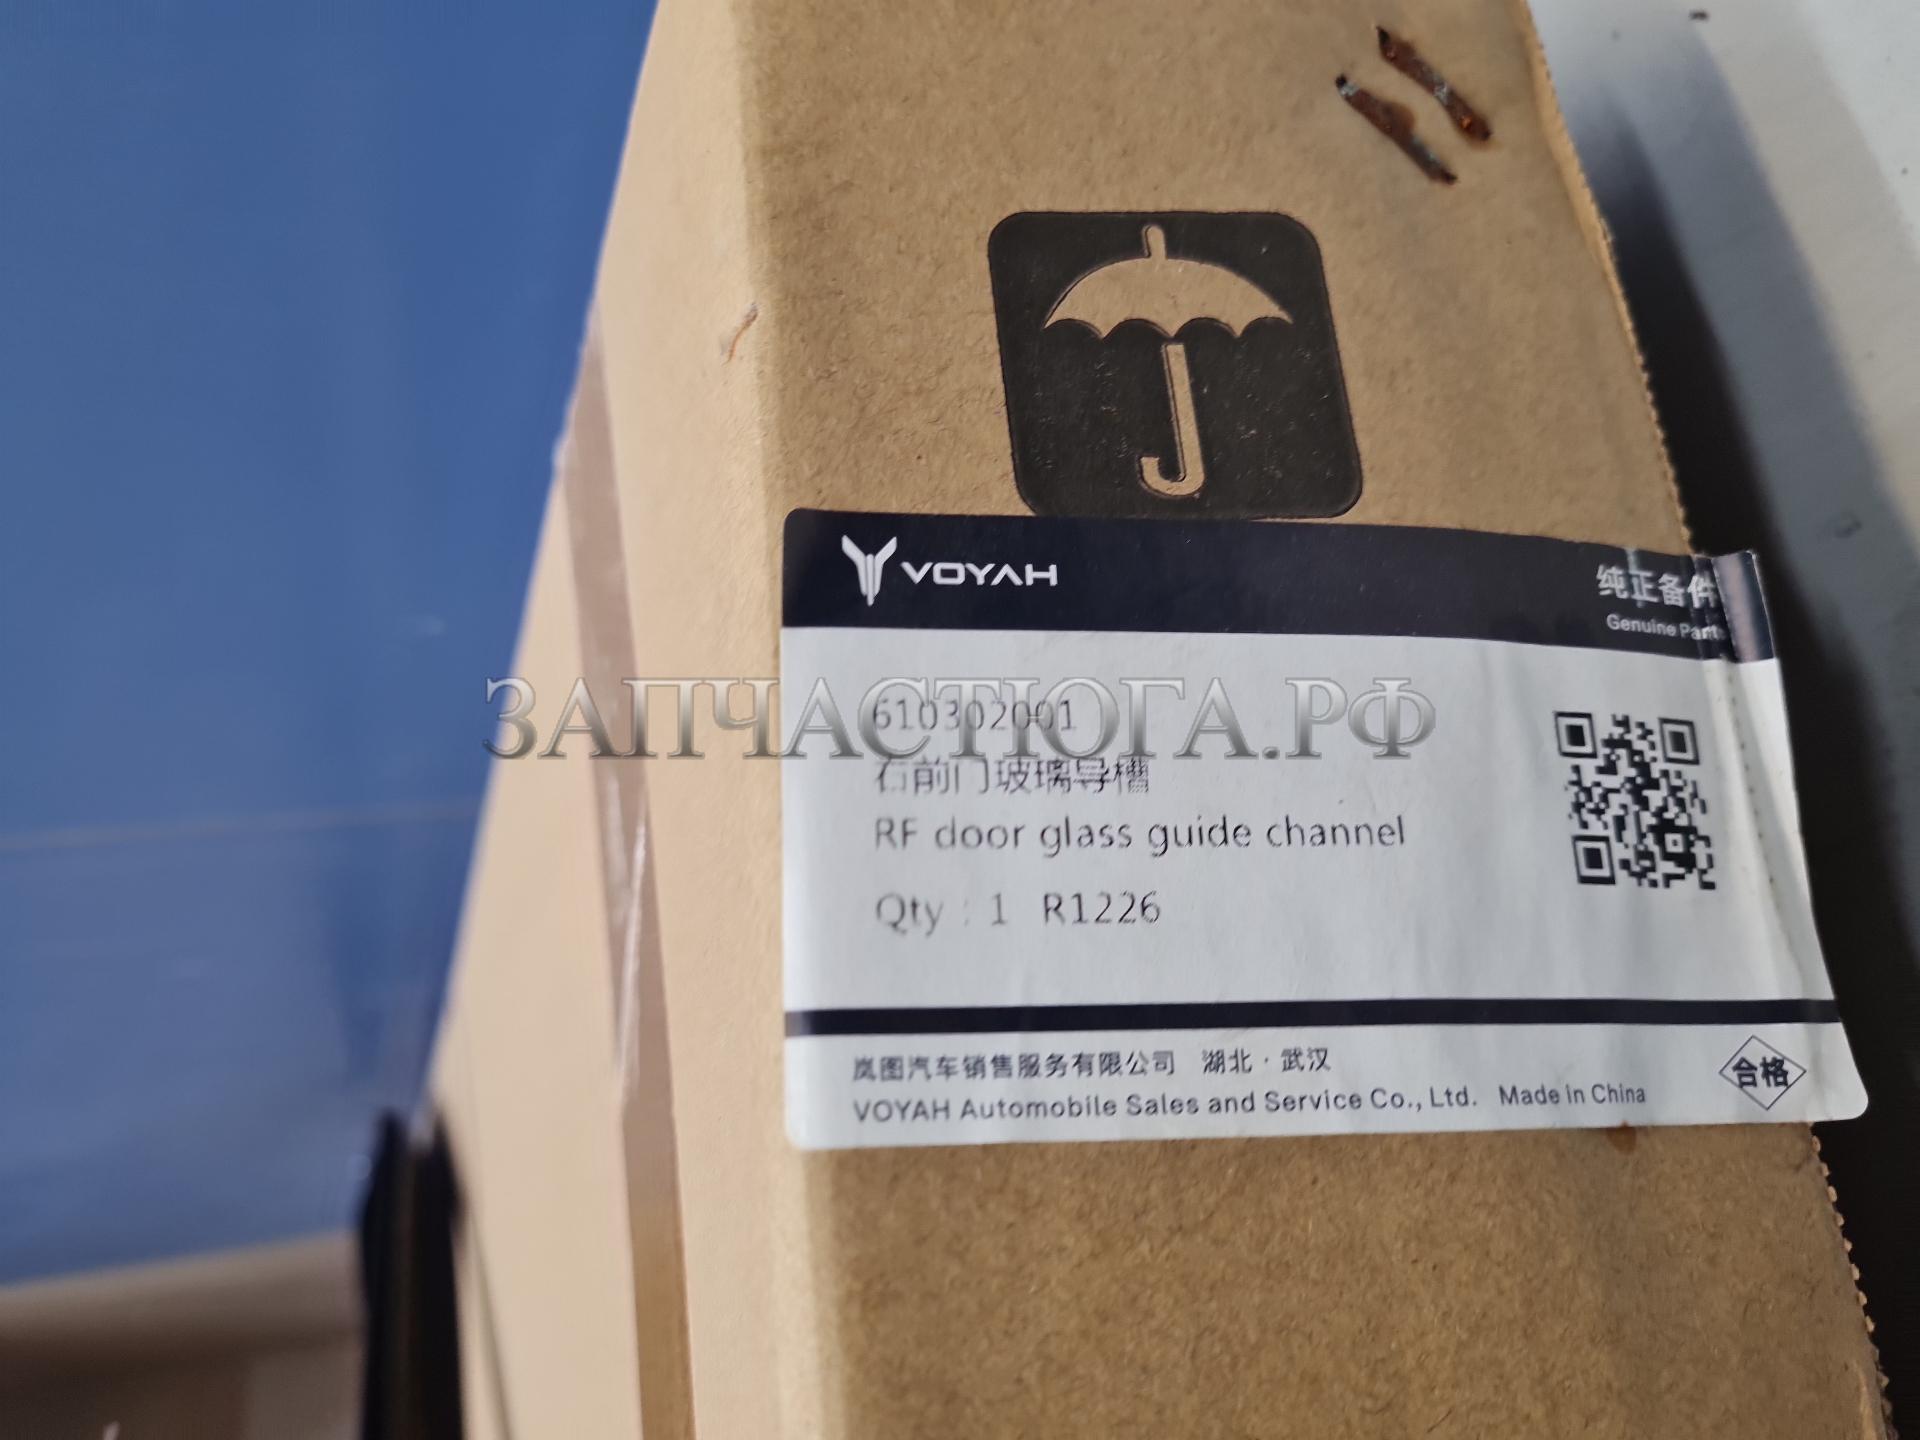 VOYAH
纯正备件
Genuine Parts
ЗАПЧАСТЮГА.РФ
610302001
右前门玻璃导槽
RF door glass guide channel
Qty : 1 R1226
岚图汽车销售服务有限公司 湖北·武汉
VOYAH Automobile Sales and Service Co., Ltd. Made in China
合格